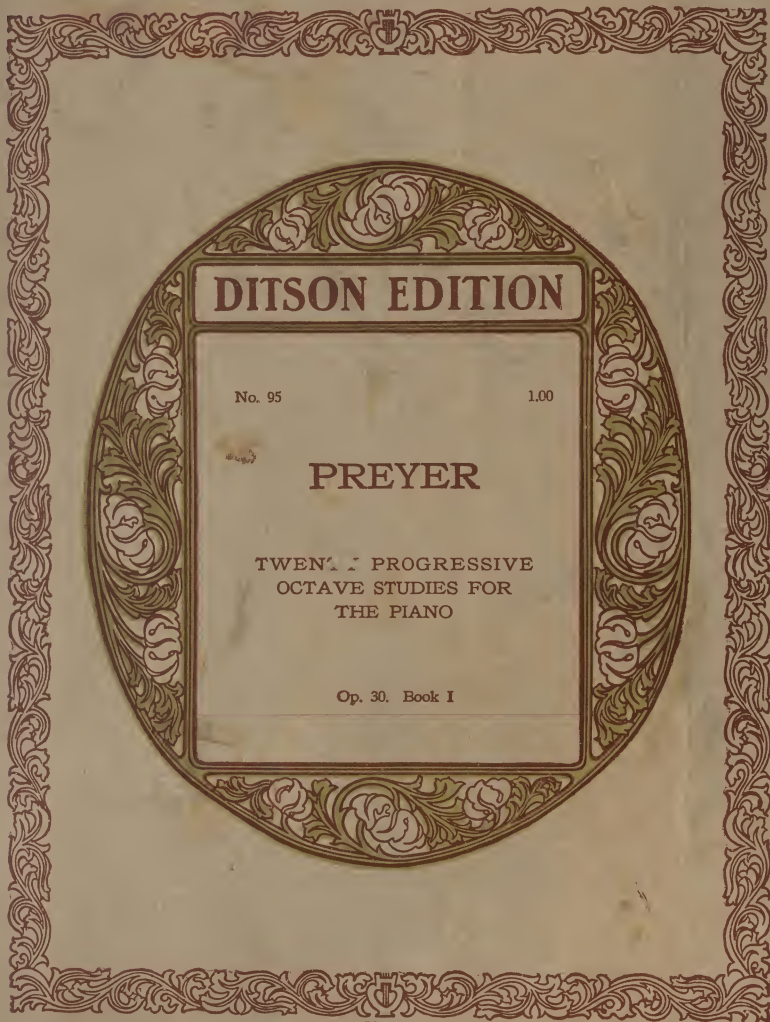 DITSON EDITION
No. 95 1.00
PREYER
PROGRESSIVE
OCTAVE STUDIES FOR
THE PIANO
Op. 30. Book I